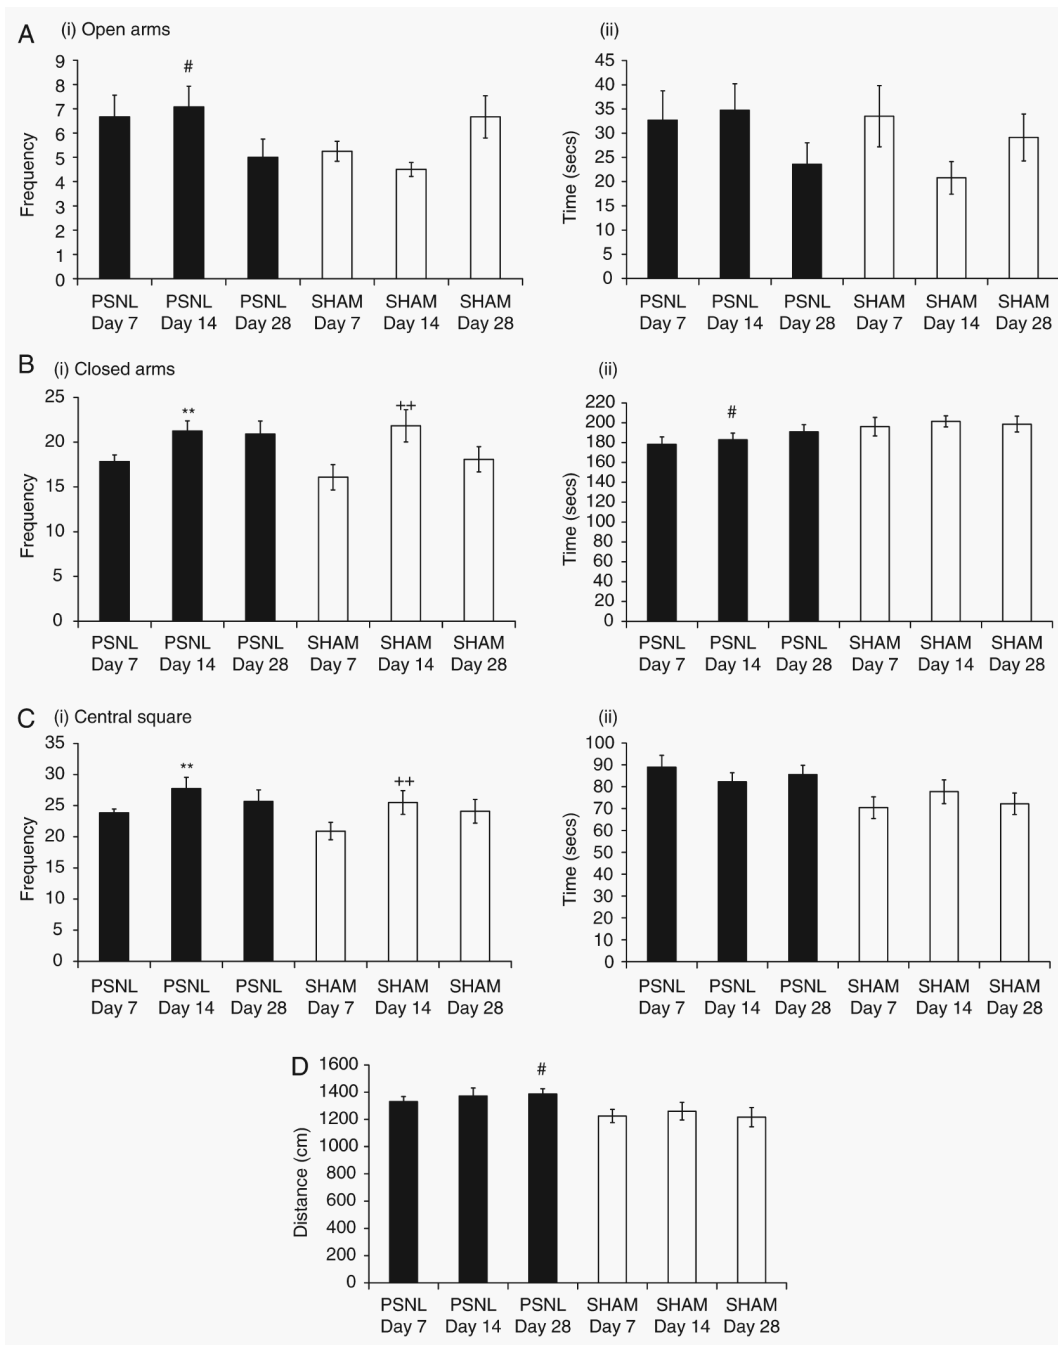 A (i) Open arms
(ii)
9
8
7
6
5
4
3
2
1
0
Frequency
#
PSNL PSNL PSNL SHAM SHAM SHAM
Day 7 Day 14 Day 28 Day 7 Day 14 Day 28
45
40
35
30
25
20
15
10
5
0
Time (secs)
PSNL PSNL PSNL SHAM SHAM SHAM
7 Day 14 Day 28 Day 7 Day 14 Day 28
B (i) Closed arms
(ii)
25
20
15
10
5
0
Frequency
**
++
PSNL PSNL PSNL SHAM SHAM SHAM
Day 7 Day 14 Day 28 Day 7 Day 14 Day 28
220
200
180
160
140
120
100
80
60
40
20
0
Time (secs)
#
PSNL PSNL PSNL SHAM SHAM SHAM
Day 7 Day 14 Day 28 Day 7 Day 14 Day 28
C (i) Central square
(ii)
35
30
25
20
15
10
5
0
Frequency
**
++
PSNL PSNL PSNL SHAM SHAM SHAM
Day 7 Day 14 Day 28 Day 7 Day 14 Day 28
100
90
80
70
60
50
40
30
20
10
0
Time (secs)
PSNL PSNL PSNL SHAM SHAM SHAM
Day 7 Day 14 Day 28 Day 7 Day 14 Day 28
D
1600
1400
1200
1000
800
600
400
200
0
Distance (cm)
#
PSNL PSNL PSNL SHAM SHAM SHAM
Day 7 Day 14 Day 28 Day 7 Day 14 Day 28